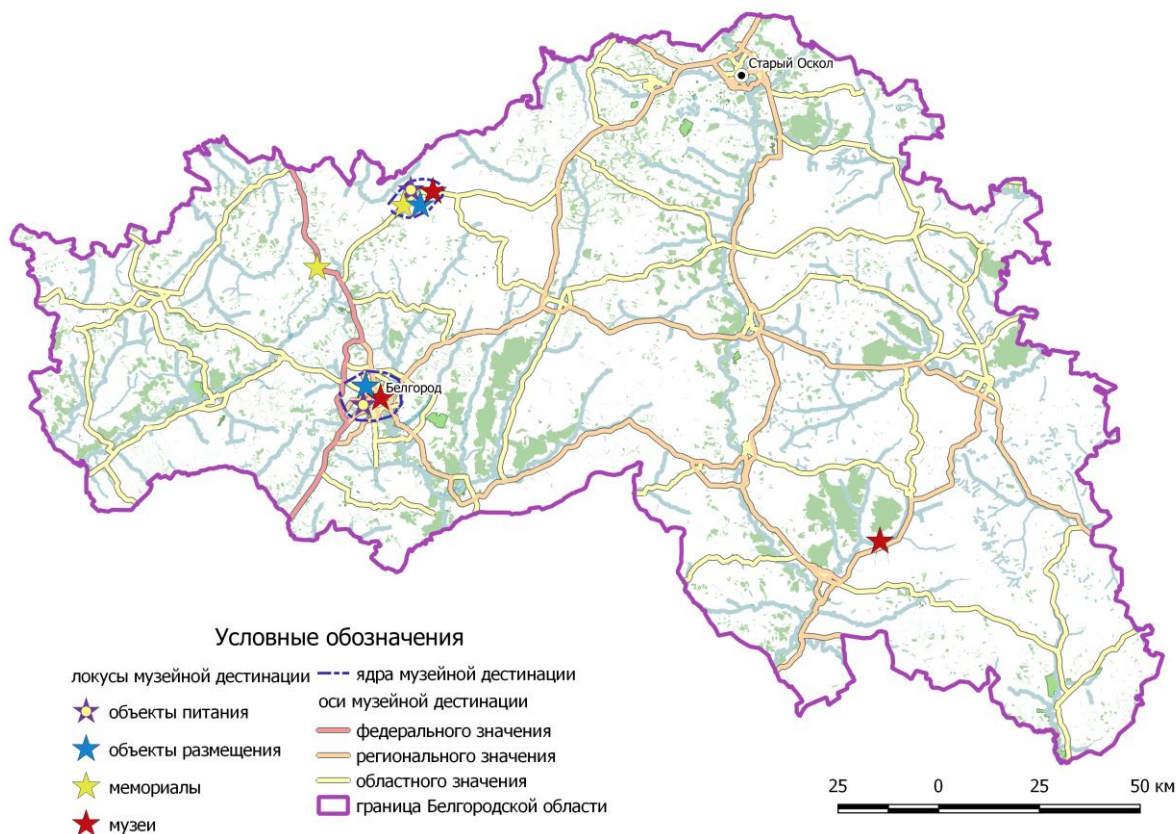 Старый Оскол
Белгород
Условные обозначения
локусы музейной дестинации
объекты питания
объекты размещения
мемориалы
музеи
ядра музейной дестинации
оси музейной дестинации
федерального значения
регионального значения
областного значения
граница Белгородской области
25 0 25 50 км